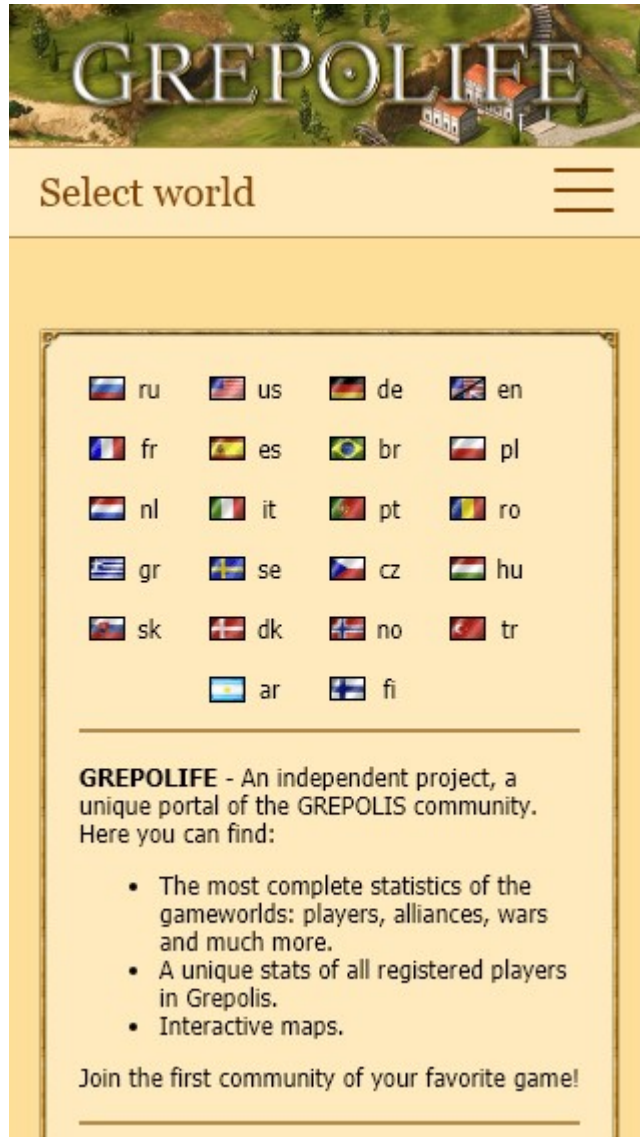 GREPOLIFE
Select world
ru us de en
fr es br pl
nl it pt ro
gr se cz hu
sk dk no tr
ar fi
GREPOLIFE - An independent project, a
unique portal of the GREPOLIS community.
Here you can find:
• The most complete statistics of the
gameworlds: players, alliances, wars
and much more.
• A unique stats of all registered players
in Grepolis.
• Interactive maps.
Join the first community of your favorite game!